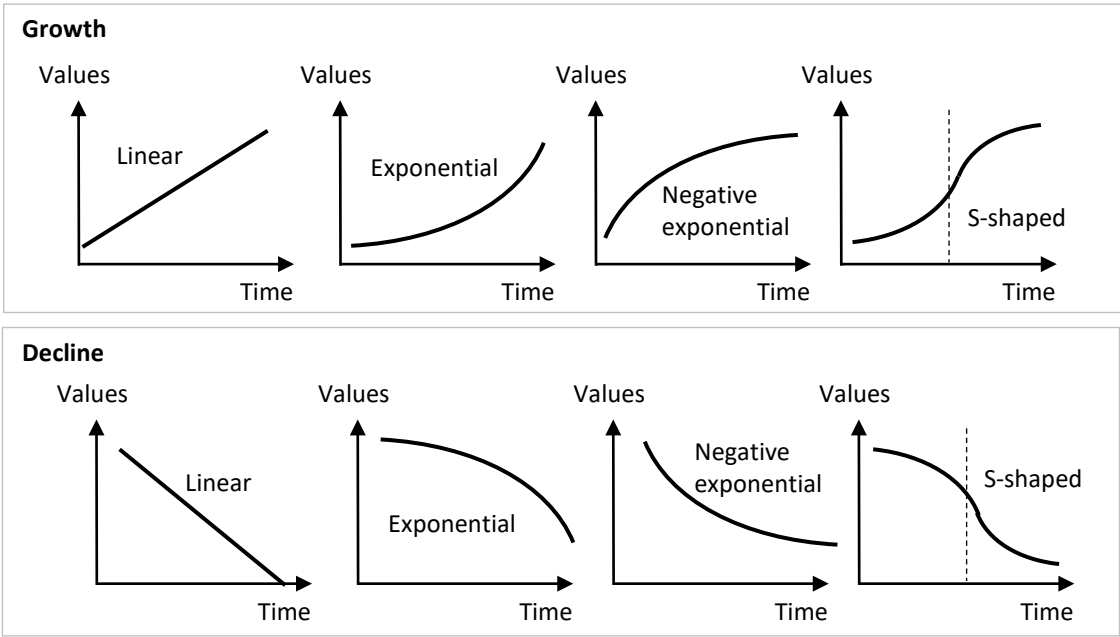 Growth
Values
Linear
Time
Values
Exponential
Time
Values
Negative
exponential
Time
Values
S-shaped
Time
Decline
Values
Linear
Time
Values
Exponential
Time
Values
Negative
exponential
Time
Values
S-shaped
Time